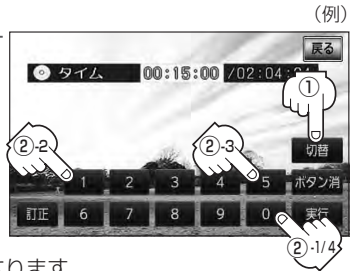 (例)
戻る
タイム 00:15:00 /02:04:
①
切替
②-2 ②-3
1 2 3 4 5 ボタン消
訂正 6 7 8 9 0 実行
②-1/4
ります